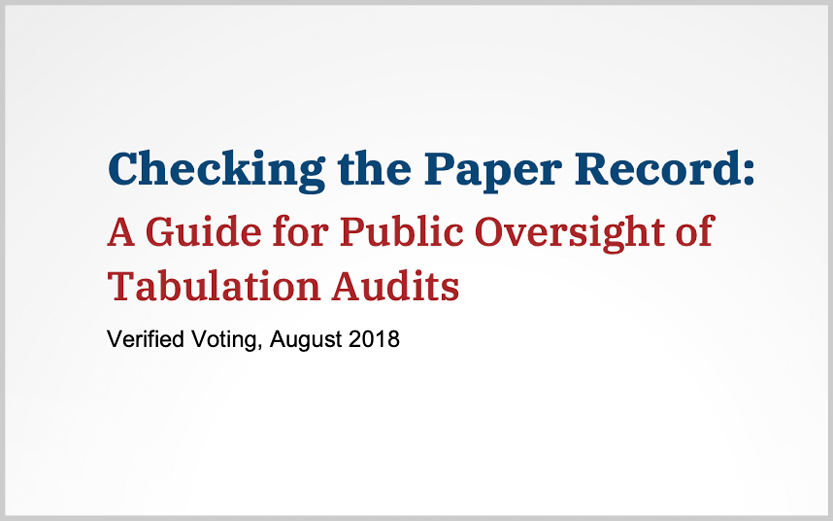 Checking the Paper Record:
A Guide for Public Oversight of
Tabulation Audits
Verified Voting, August 2018